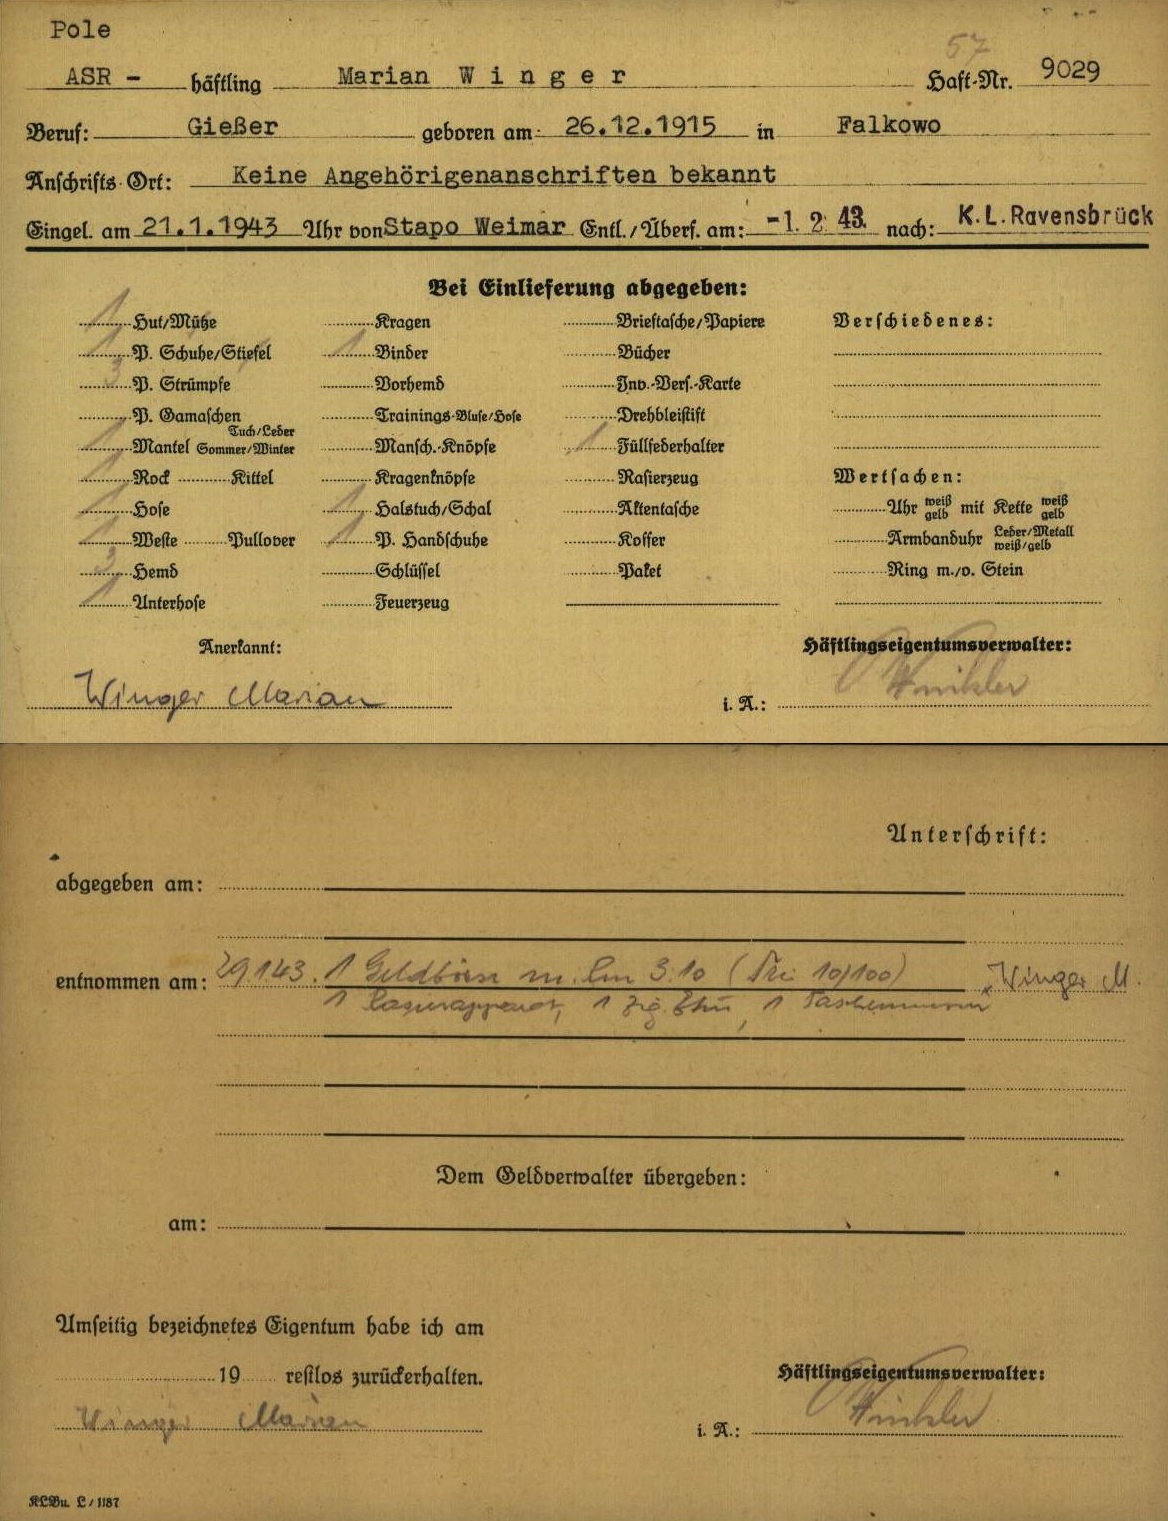 Pole
57
ASR - häftling Marian Winger Haft-Nr. 9029
Beruf: Gießer geboren am 26.12.1915 in Falkowo
Anschrifts-Ort: Keine Angehörigenanschriften bekannt
Eingel. am 21.1.1943 Uhr von Stapo Weimar Entl./Überf. am: -1. 2. 43. nach: K.L. Ravensbrück
Bei Einlieferung abgegeben:
1 Hut/Mütze Kragen Brieftasche/Papiere Verschiedenes:
1 P. Schuhe/Stiefel 1 Binder Bücher
3 P. Strümpfe Vorhemd Inv.-Vers.-Karte
P. Gamaschen Trainings-Bluse/Hose Drehbleistift
1 Mantel Tuch/Leder Sommer/Winter Mansch.-Knöpfe 1 Füllfederhalter
1 Rock Kittel Kragenknöpfe Rasierzeug Wertsachen:
1 Hose 1 Halstuch/Schal Aktentasche Uhr weiß gelb mit Kette weiß gelb
1 Weste Pullover 1 P. Handschuhe Koffer Armbanduhr Leder/Metall weiß/gelb
3 Hemd Schlüssel Paket Ring m./o. Stein
1 Unterhose Feuerzeug
Anerkannt: Häftlingseigentumsverwalter:
Winger Marian i. A.: Winkler
Unterschrift:
abgegeben am:
entnommen am: 29.1.43. 1 Geldbörse m. 3.10 10/100) Winger M.
1 Rasierapparat, 1 Zig. Etui, 1
Dem Geldverwalter übergeben:
am:
Umseitig bezeichnetes Eigentum habe ich am
19 restlos zurückerhalten. Häftlingseigentumsverwalter:
Winger Marian i. A.: Winkler
KLBu. L/1187